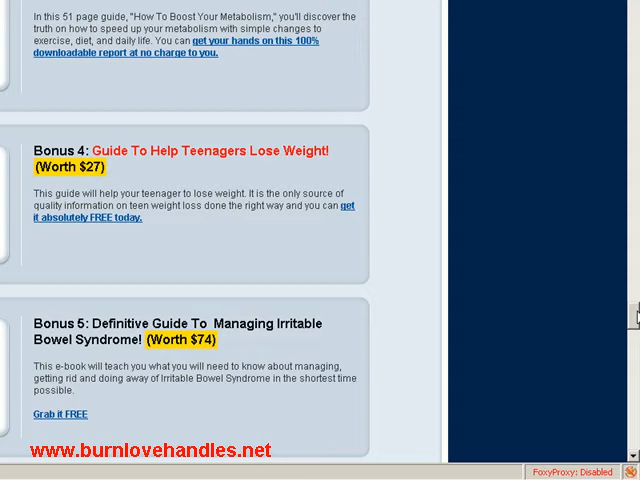 In this 51 page guide, "How To Boost Your Metabolism," you'll discover the
truth on how to speed up your metabolism with simple changes to
exercise, diet, and daily life. You can get your hands on this 100%
downloadable report at no charge to you.
Bonus 4: Guide To Help Teenagers Lose Weight!
(Worth $27)
This guide will help your teenager to lose weight. It is the only source of
quality information on teen weight loss done the right way and you can get
it absolutely FREE today.
Bonus 5: Definitive Guide To Managing Irritable
Bowel Syndrome! (Worth $74)
This e-book will teach you what you will need to know about managing,
getting rid and doing away of Irritable Bowel Syndrome in the shortest time
possible.
Grab it FREE
www.burnlovehandles.net
FoxyProxy: Disabled